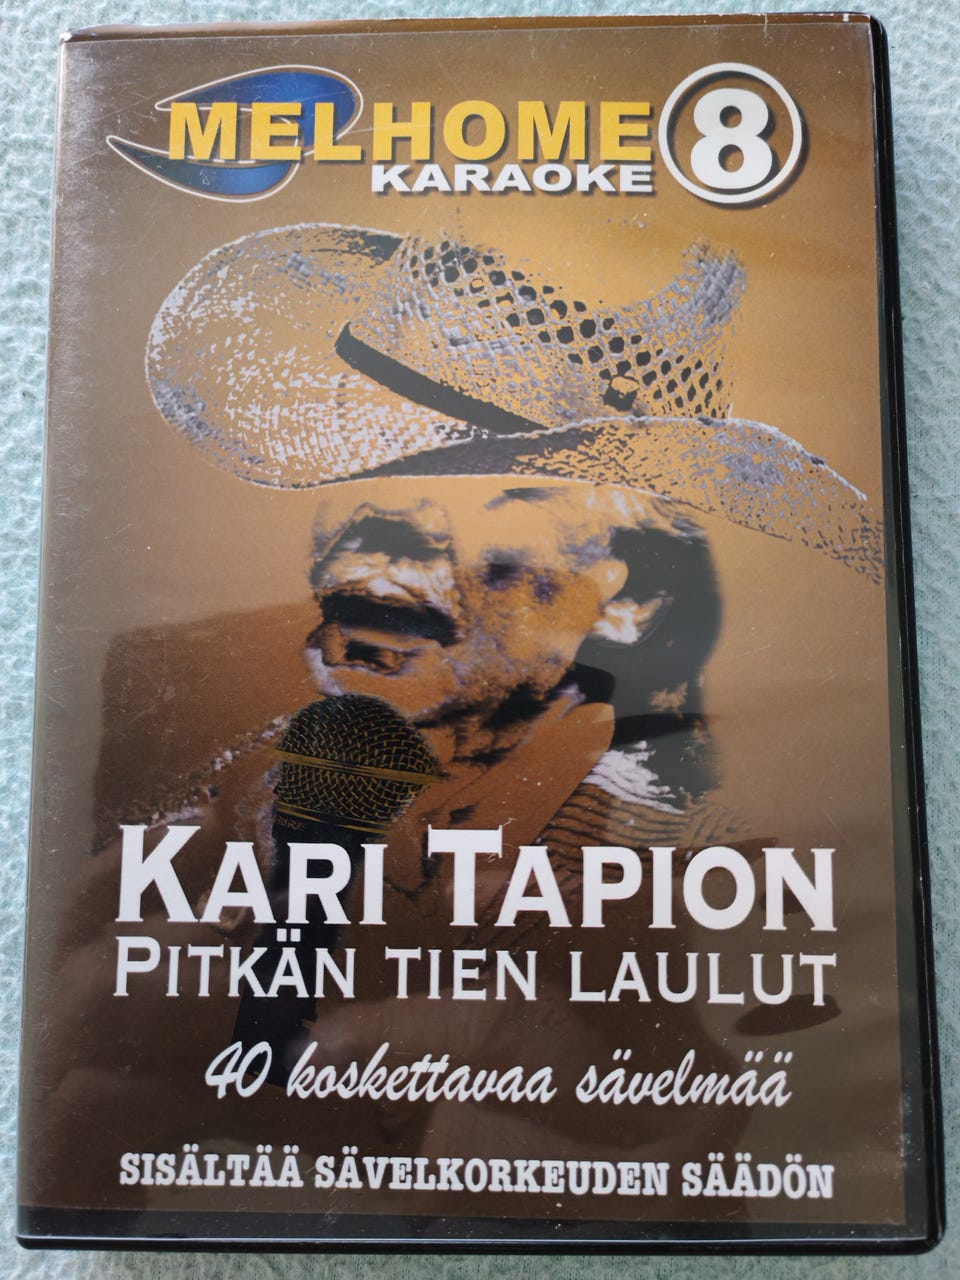 MELHOME 8
KARAOKE
KARI TAPION
PITKÄN TIEN LAULUT
40 koskettavaa sävelmää
SISÄLTÄÄ SÄVELKORKEUDEN SÄÄDÖN